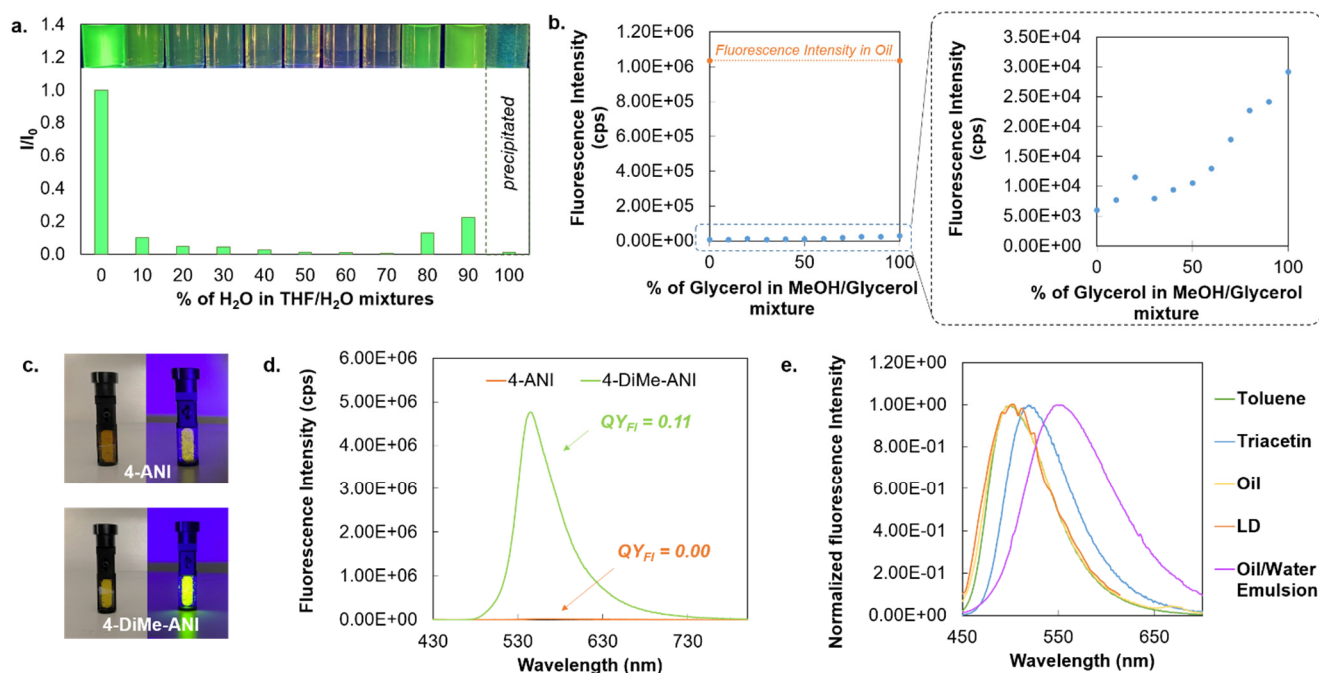 a.
I/I0
1.4
1.2
1.0
0.8
0.6
0.4
0.2
0.0
precipitated
0 10 20 30 40 50 60 70 80 90 100
% of H2O in THF/H2O mixtures
b.
Fluorescence Intensity
(cps)
1.20E+06
1.00E+06
8.00E+05
6.00E+05
4.00E+05
2.00E+05
0.00E+00
Fluorescence Intensity in Oil
0 50 100
% of Glycerol in MeOH/Glycerol
mixture
Fluorescence Intensity
(cps)
3.50E+04
3.00E+04
2.50E+04
2.00E+04
1.50E+04
1.00E+04
5.00E+03
0.00E+00
0 50 100
% of Glycerol in MeOH/Glycerol
mixture
c.
4-ANI
4-DiMe-ANI
d.
Fluorescence Intensity (cps)
6.00E+06
5.00E+06
4.00E+06
3.00E+06
2.00E+06
1.00E+06
0.00E+00
4-ANI 4-DiMe-ANI
QYFl = 0.11
QYFl = 0.00
430 530 630 730
Wavelength (nm)
e.
Normalized fluorescence Intensity
1.20E+00
1.00E+00
8.00E-01
6.00E-01
4.00E-01
2.00E-01
0.00E+00
450 550 650
Wavelength (nm)
Toluene
Triacetin
Oil
LD
Oil/Water
Emulsion